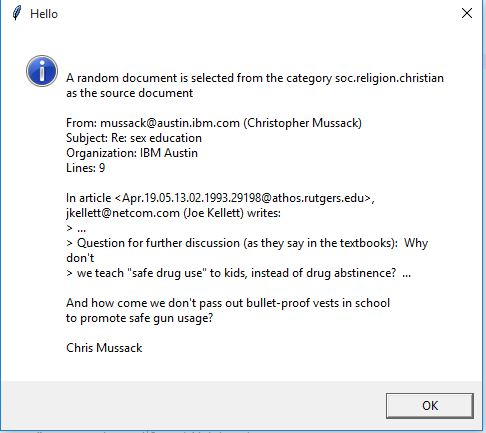 Hello
A random document is selected from the category soc.religion.christian
as the source document
From: mussack@austin.ibm.com (Christopher Mussack)
Subject: Re: sex education
Organization: IBM Austin
Lines: 9
In article <Apr.19.05.13.02.1993.29198@athos.rutgers.edu>,
jkellett@netcom.com (Joe Kellett) writes:
> ...
> Question for further discussion (as they say in the textbooks):  Why
don't
> we teach "safe drug use" to kids, instead of drug abstinence?  ...
And how come we don't pass out bullet-proof vests in school
to promote safe gun usage?
Chris Mussack
OK